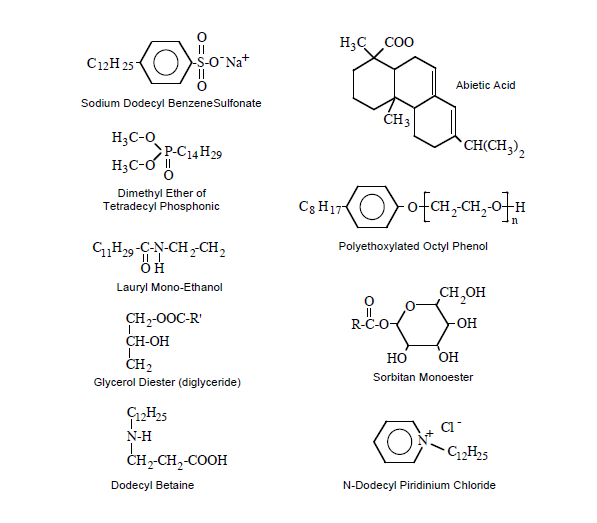 O
C12H25 -S-O⁻Na⁺
O
Sodium Dodecyl BenzeneSulfonate
H3C COO
CH3
CH(CH3)2
Abietic Acid
H3C-O
P-C14H29
H3C-O
O
Dimethyl Ether of
Tetradecyl Phosphonic
C8H17 O CH2-CH2-O H
n
Polyethoxylated Octyl Phenol
C11H29-C-N-CH2-CH2
O H
Lauryl Mono-Ethanol
CH2-OOC-R'
CH-OH
CH2
Glycerol Diester (diglyceride)
CH2OH
O O
R-C-O OH
HO OH
Sorbitan Monoester
C12H25
N-H
CH2-CH2-COOH
Dodecyl Betaine
Cl⁻
N⁺
C12H25
N-Dodecyl Piridinium Chloride